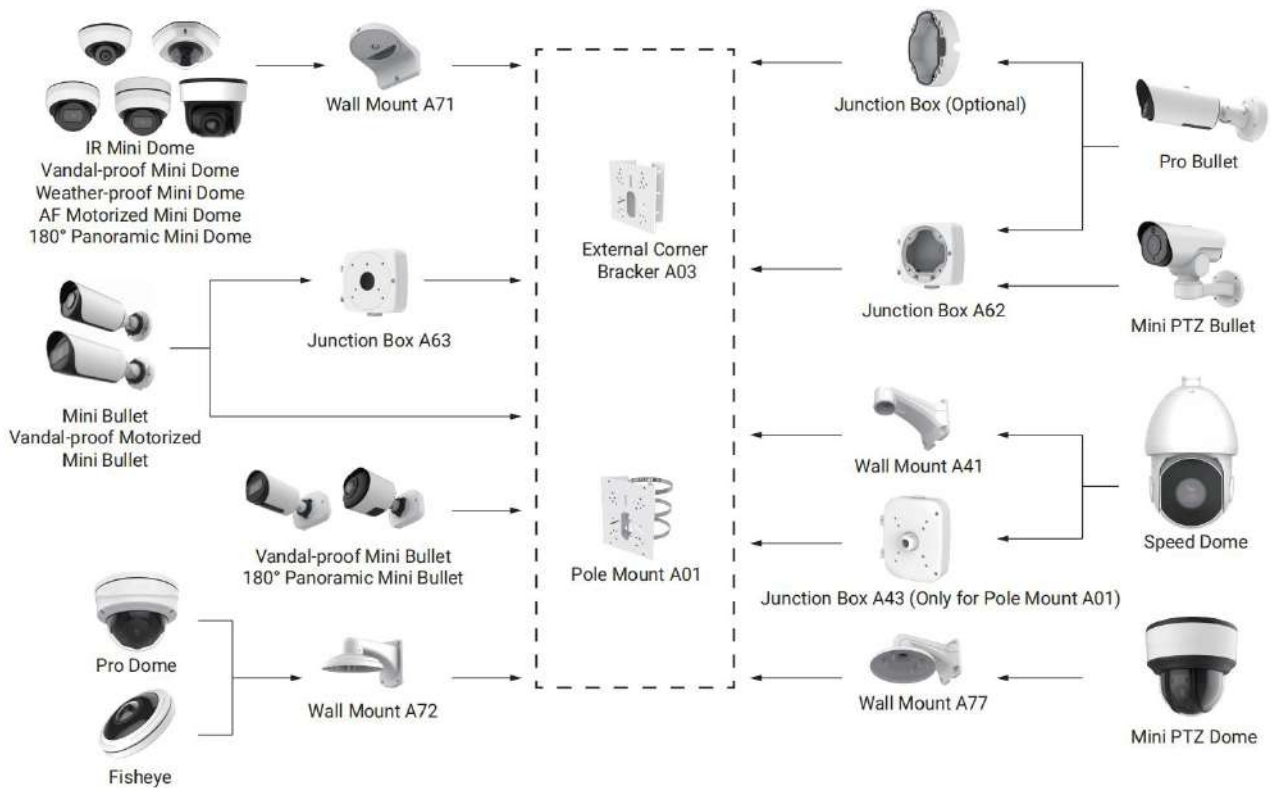 Wall Mount A71
IR Mini Dome
Vandal-proof Mini Dome
Weather-proof Mini Dome
AF Motorized Mini Dome
180° Panoramic Mini Dome
Junction Box A63
Mini Bullet
Vandal-proof Motorized
Mini Bullet
Vandal-proof Mini Bullet
180° Panoramic Mini Bullet
Pro Dome
Wall Mount A72
Fisheye
External Corner
Bracker A03
Pole Mount A01
Junction Box (Optional)
Pro Bullet
Junction Box A62
Mini PTZ Bullet
Wall Mount A41
Speed Dome
Junction Box A43 (Only for Pole Mount A01)
Wall Mount A77
Mini PTZ Dome